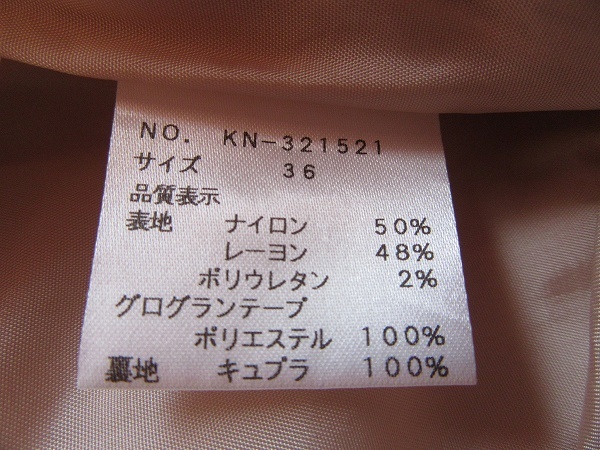 NO. KN-321521
サイズ 36
品質表示
表地 ナイロン 50%
レーヨン 48%
ポリウレタン 2%
グログランテープ
ポリエステル 100%
裏地 キュプラ 100%